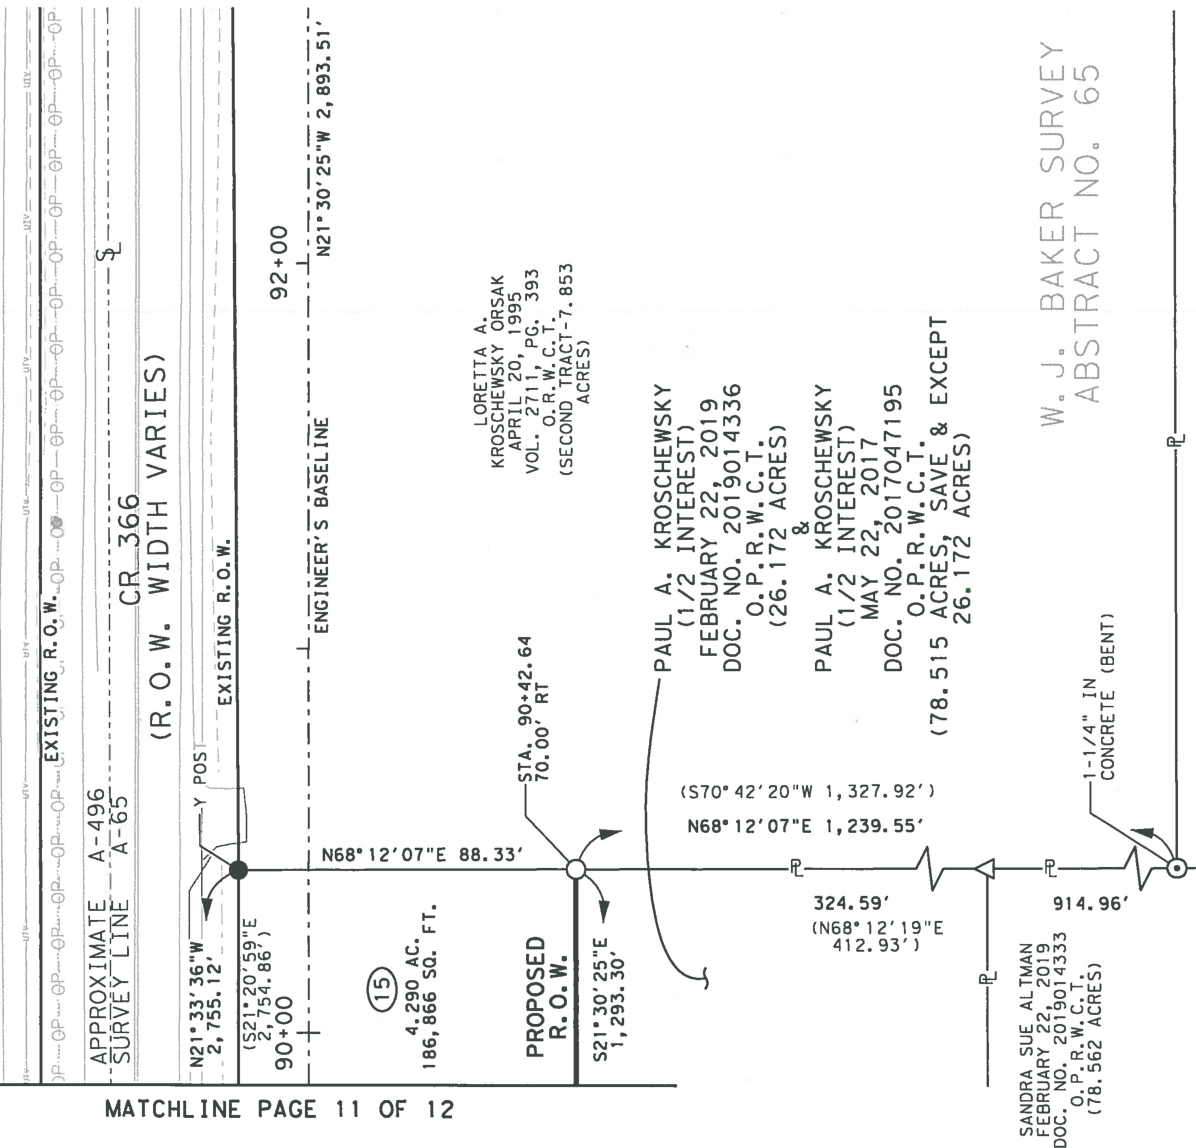 EXISTING R.O.W.
APPROXIMATE A-496
SURVEY LINE A-65
CR 366
(R.O.W. WIDTH VARIES)
EXISTING R.O.W.
Y POST
N21°33'36"W
2,755.12'
(S21°20'59"E
2,754.86')
90+00
92+00
ENGINEER'S BASELINE
N21°30'25"W 2,893.51'
N68°12'07"E 88.33'
15
4.290 AC.
186,866 SQ. FT.
LORETTA A.
KROSCHEWSKY ORSAK
APRIL 20, 1995
VOL. 2711, PG. 393
O.R.W.C.T.
(SECOND TRACT-7.853
ACRES)
STA. 90+42.64
70.00' RT
PROPOSED
R.O.W.
S21°30'25"E
1,293.30'
PAUL A. KROSCHEWSKY
(1/2 INTEREST)
FEBRUARY 22, 2019
DOC. NO. 2019014336
O.P.R.W.C.T.
(26.172 ACRES)
&
PAUL A. KROSCHEWSKY
(1/2 INTEREST)
MAY 22, 2017
DOC. NO. 2017047195
O.P.R.W.C.T.
(78.515 ACRES, SAVE & EXCEPT
26.172 ACRES)
(S70°42'20"W 1,327.92')
N68°12'07"E 1,239.55'
324.59'
(N68°12'19"E
412.93')
914.96'
1-1/4" IN
CONCRETE (BENT)
W. J. BAKER SURVEY
ABSTRACT NO. 65
SANDRA SUE ALTMAN
FEBRUARY 22, 2019
DOC. NO. 2019014333
O.P.R.W.C.T.
(78.562 ACRES)
MATCHLINE PAGE 11 OF 12